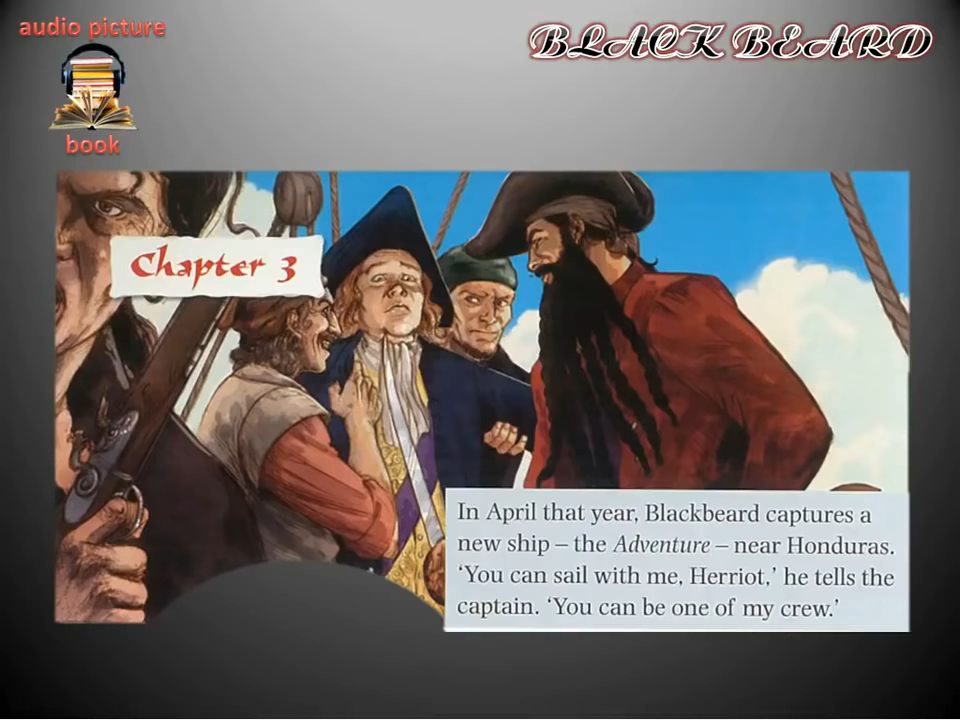 audio picture
BLACK BEARD
book
Chapter 3
In April that year, Blackbeard captures a
new ship – the Adventure – near Honduras.
‘You can sail with me, Herriot,’ he tells the
captain. ‘You can be one of my crew.’